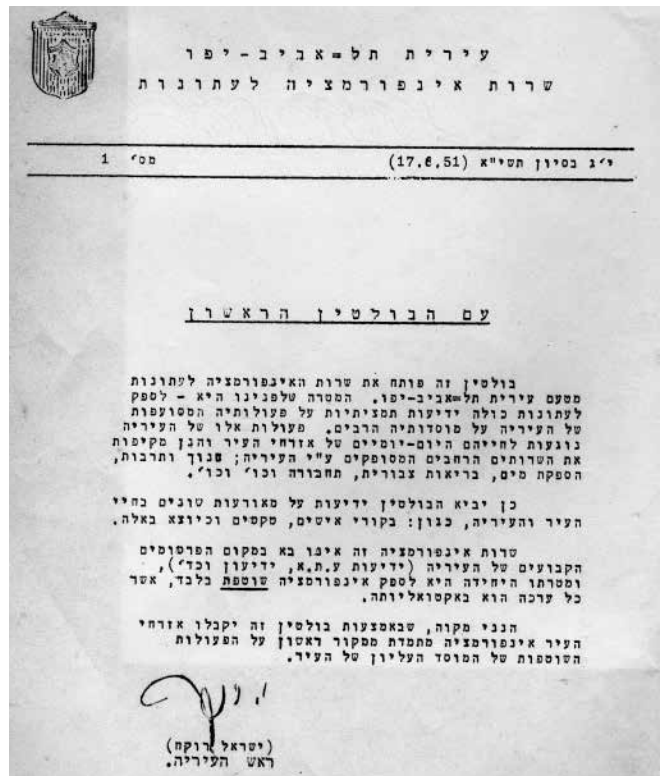 עירית תל=אביב-יפו
שרות אינפורמציה לעתונות
י״ג בסיון תשי"א (17.6.51) מס׳ 1
עם הבולטין הראשון
בולטין זה פותח את שרות האינפורמציה לעתונות
מטעם עירית תל=אביב-יפו. המטרה שלפנינו היא - לספק
לעתונות כולה ידיעות תמציתיות על פעולותיה המסועפות
של העיריה על מוסדותיה הרבים. פעולות אלו של העיריה
נוגעות לחייהם היום-יומיים של אזרחי העיר והנן מקיפות
את השרותים הרחבים המסופקים ע"י העיריה; חנוך ותרבות,
הספקת מים, בריאות צבורית, תחבורה וכו׳ וכו׳.
כן יביא הבולטין ידיעות על מאורעות שונים בחיי
העיר והעיריה, כגון: בקורי אישים, טקסים וכיוצא באלה.
שרות אינפורמציה זה אינו בא במקום הפרסומים
הקבועים של העיריה (ידיעות ע.ת.א, ידיעון וכד׳),
ומטרתו היחידה היא לספק אינפורמציה שוטפת בלבד, אשר
כל ערכה הוא באקטואליותה.
הנני מקוה, שבאמצעות בולטין זה יקבלו אזרחי
העיר אינפורמציה מתמדת ממקור ראשון על הפעולות
השוטפות של המוסד העליון של העיר.
(ישראל רוקח)
ראש העיריה.